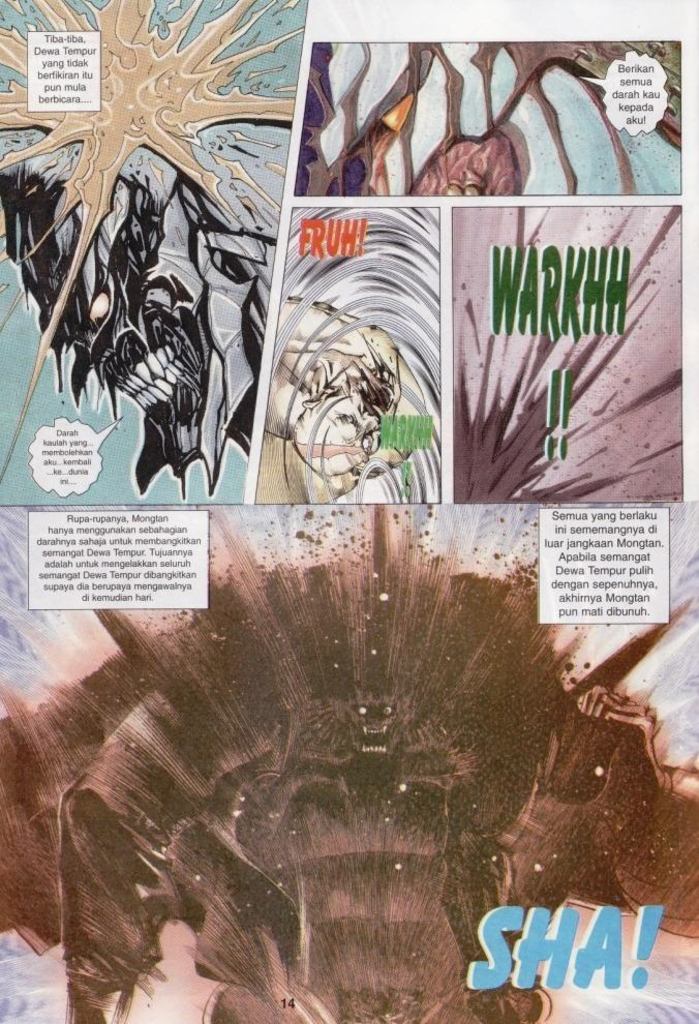 Tiba-tiba,
Dewa Tempur
yang tidak
berfikiran itu
pun mula
berbicara....
Darah
kaulah yang...
membolehkan
aku...kembali
...ke..dunia
ini....
Berikan
semua
darah kau
kepada
aku!
FRUH!
WARKHH
!!
WARKHH
!!
Rupa-rupanya, Mongtan
hanya menggunakan sebahagian
darahnya sahaja untuk membangkitkan
semangat Dewa Tempur. Tujuannya
adalah untuk mengelakkan seluruh
semangat Dewa Tempur dibangkitkan
supaya dia berupaya mengawalnya
di kemudian hari.
Semua yang berlaku
ini sememangnya di
luar jangkaan Mongtan.
Apabila semangat
Dewa Tempur pulih
dengan sepenuhnya,
akhirnya Mongtan
pun mati dibunuh.
SHA!
14